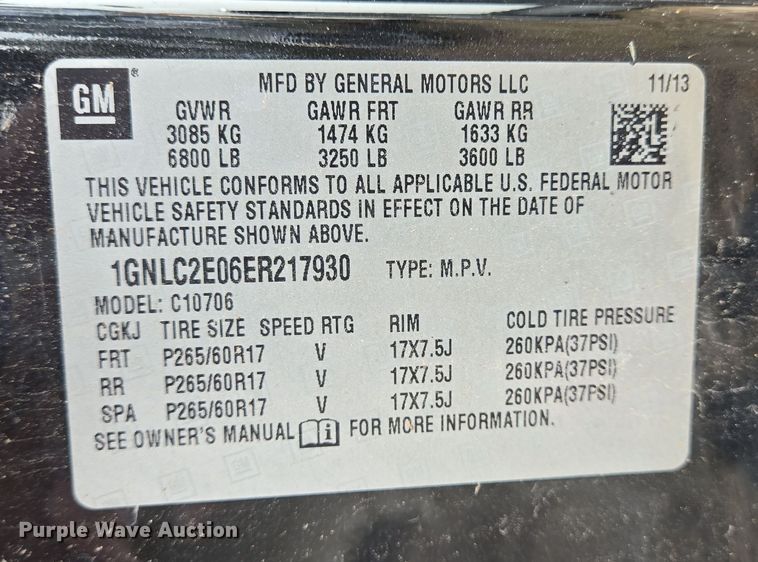 GM ® MFD BY GENERAL MOTORS LLC 11/13
GVWR GAWR FRT GAWR RR
3085 KG 1474 KG 1633 KG
6800 LB 3250 LB 3600 LB
THIS VEHICLE CONFORMS TO ALL APPLICABLE U.S. FEDERAL MOTOR
VEHICLE SAFETY STANDARDS IN EFFECT ON THE DATE OF
MANUFACTURE SHOWN ABOVE.
1GNLC2E06ER217930 TYPE: M.P.V.
MODEL: C10706
CGKJ TIRE SIZE SPEED RTG RIM COLD TIRE PRESSURE
FRT P265/60R17 V 17X7.5J 260KPA(37PSI)
RR P265/60R17 V 17X7.5J 260KPA(37PSI)
SPA P265/60R17 V 17X7.5J 260KPA(37PSI)
SEE OWNER'S MANUAL i FOR MORE INFORMATION.
Purple Wave Auction